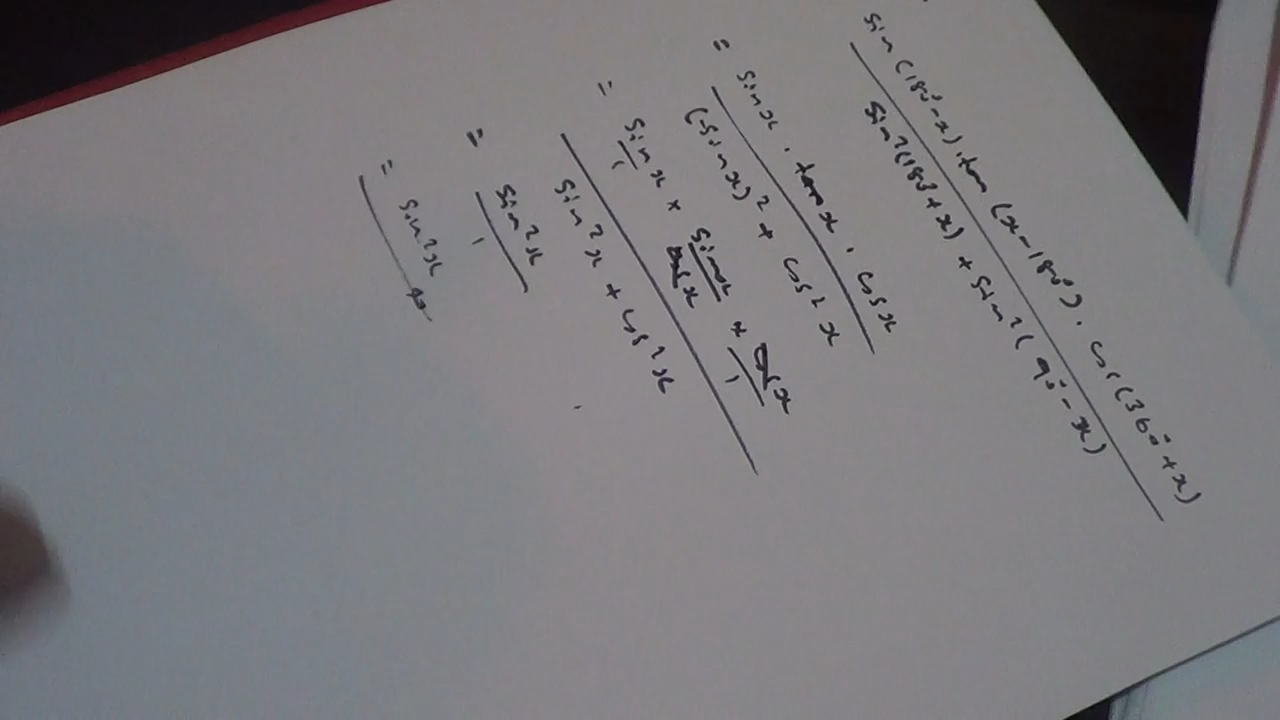 sin(180°-x).tan(x-180°).cos(360°+x)
sin²(180°+x)+sin²(90°-x)
= sinx . tanx . cosx
(-sinx)² + cos²x
= sinx × sinx × cosx
1 cosx 1
sin²x + cos²x
= sin²x
1
= sin²x